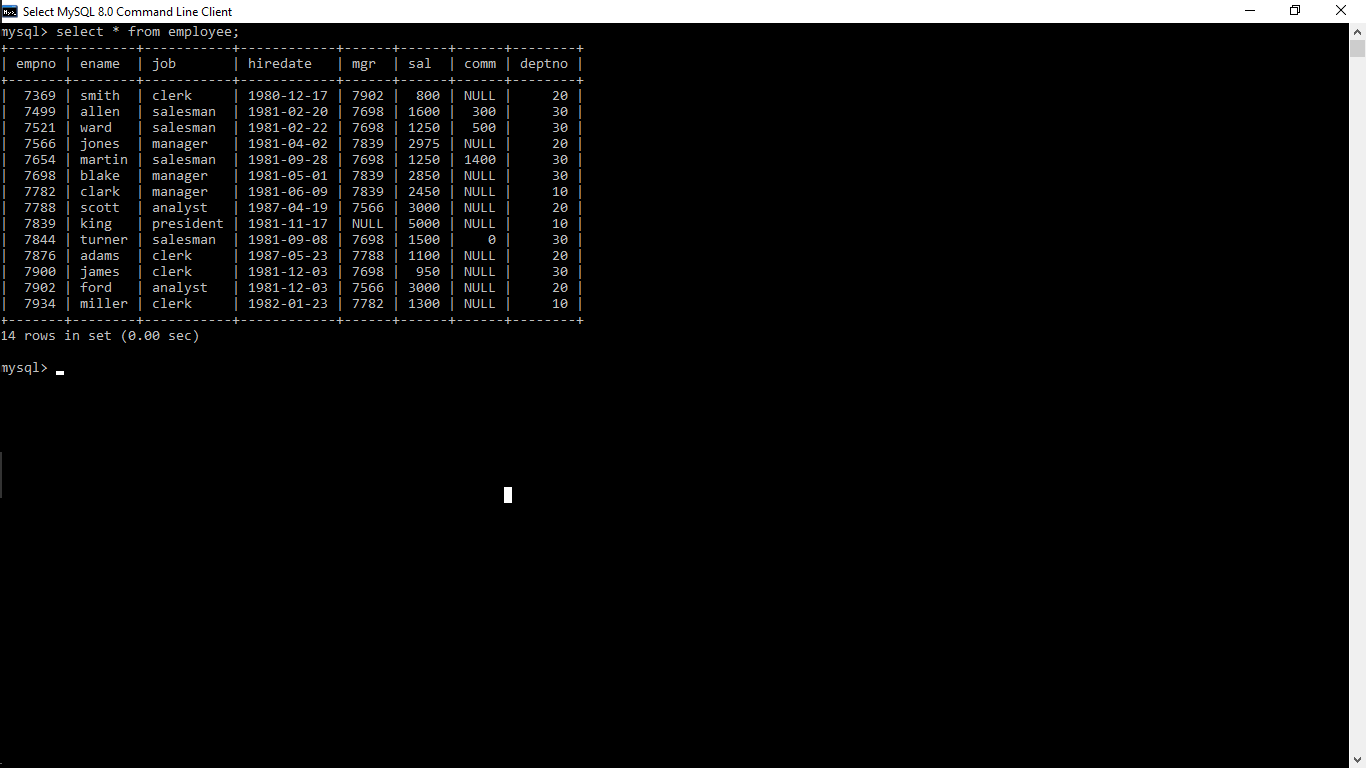 Select MySQL 8.0 Command Line Client
mysql> select * from employee;
+-------+--------+-----------+------------+------+------+------+--------+
| empno | ename  | job       | hiredate   | mgr  | sal  | comm | deptno |
+-------+--------+-----------+------------+------+------+------+--------+
|  7369 | smith  | clerk     | 1980-12-17 | 7902 |  800 | NULL |     20 |
|  7499 | allen  | salesman  | 1981-02-20 | 7698 | 1600 |  300 |     30 |
|  7521 | ward   | salesman  | 1981-02-22 | 7698 | 1250 |  500 |     30 |
|  7566 | jones  | manager   | 1981-04-02 | 7839 | 2975 | NULL |     20 |
|  7654 | martin | salesman  | 1981-09-28 | 7698 | 1250 | 1400 |     30 |
|  7698 | blake  | manager   | 1981-05-01 | 7839 | 2850 | NULL |     30 |
|  7782 | clark  | manager   | 1981-06-09 | 7839 | 2450 | NULL |     10 |
|  7788 | scott  | analyst   | 1987-04-19 | 7566 | 3000 | NULL |     20 |
|  7839 | king   | president | 1981-11-17 | NULL | 5000 | NULL |     10 |
|  7844 | turner | salesman  | 1981-09-08 | 7698 | 1500 |    0 |     30 |
|  7876 | adams  | clerk     | 1987-05-23 | 7788 | 1100 | NULL |     20 |
|  7900 | james  | clerk     | 1981-12-03 | 7698 |  950 | NULL |     30 |
|  7902 | ford   | analyst   | 1981-12-03 | 7566 | 3000 | NULL |     20 |
|  7934 | miller | clerk     | 1982-01-23 | 7782 | 1300 | NULL |     10 |
+-------+--------+-----------+------------+------+------+------+--------+
14 rows in set (0.00 sec)
mysql>